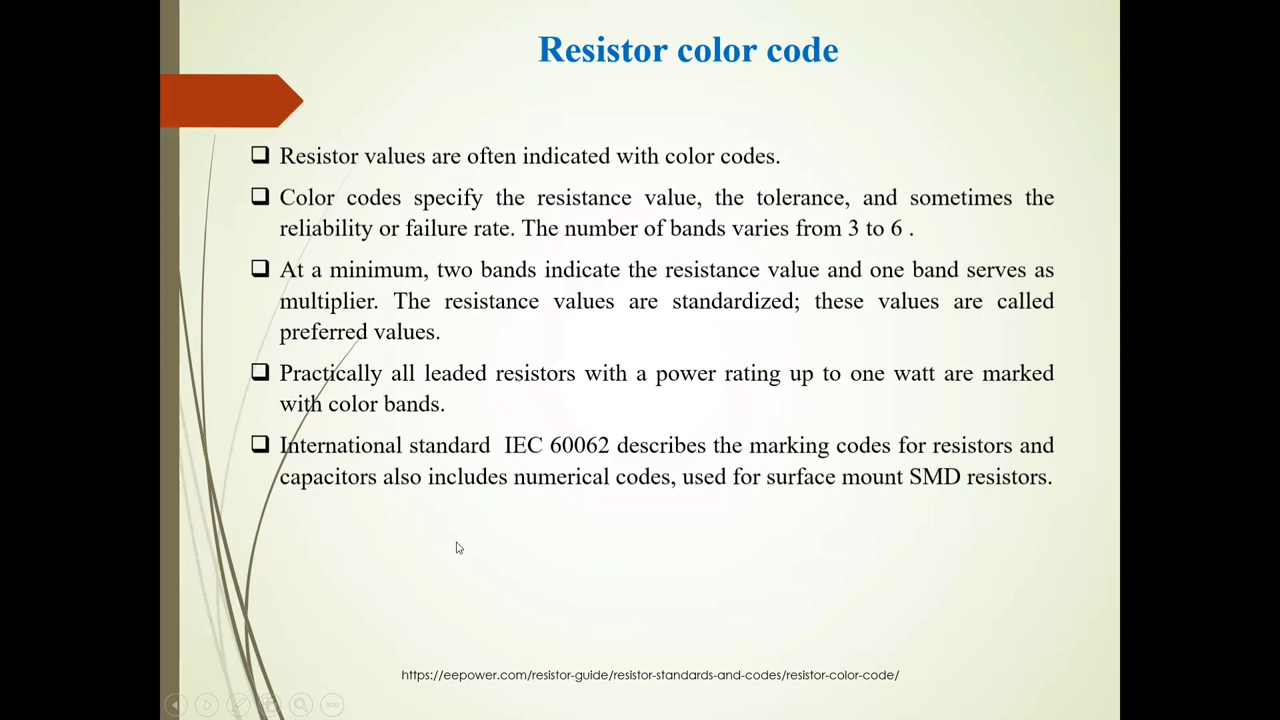 Resistor color code
❑ Resistor values are often indicated with color codes.
❑ Color codes specify the resistance value, the tolerance, and sometimes the
reliability or failure rate. The number of bands varies from 3 to 6 .
❑ At a minimum, two bands indicate the resistance value and one band serves as
multiplier. The resistance values are standardized; these values are called
preferred values.
❑ Practically all leaded resistors with a power rating up to one watt are marked
with color bands.
❑ International standard  IEC 60062 describes the marking codes for resistors and
capacitors also includes numerical codes, used for surface mount SMD resistors.
https://eepower.com/resistor-guide/resistor-standards-and-codes/resistor-color-code/